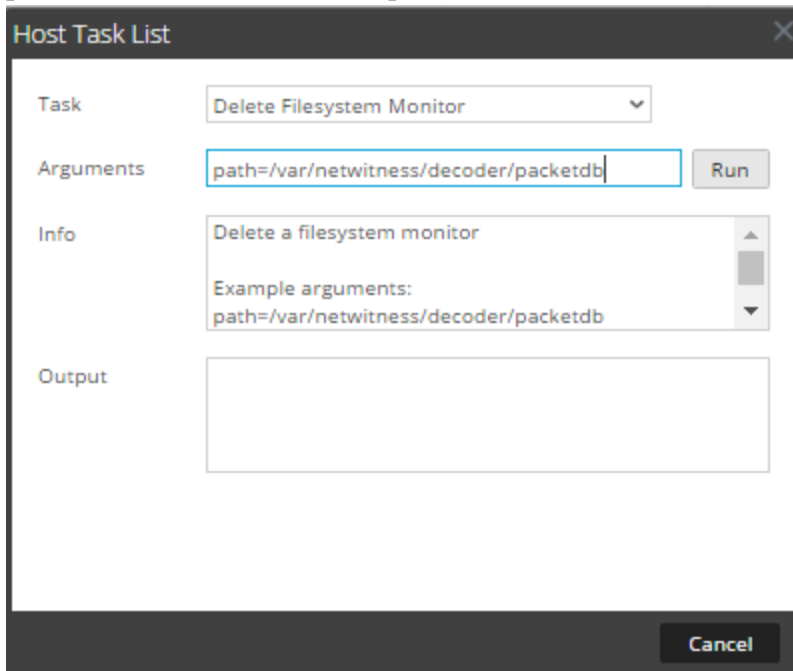 Host Task List
Task
Delete Filesystem Monitor
Arguments
path=/var/netwitness/decoder/packetdb
Run
Info
Delete a filesystem monitor
Example arguments:
path=/var/netwitness/decoder/packetdb
Output
Cancel